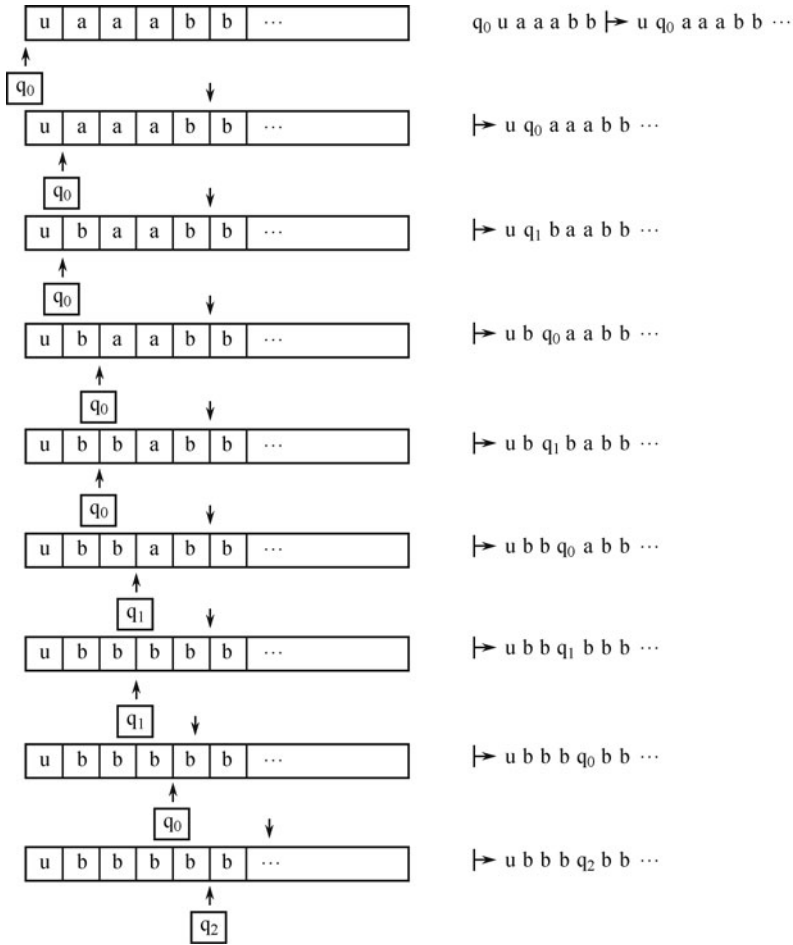 u a a a b b ⋯ q₀ u a a a b b ↦ u q₀ a a a b b ⋯
q₀
u a a a b b ⋯ ↦ u q₀ a a a b b ⋯
q₀
u b a a b b ⋯ ↦ u q₁ b a a b b ⋯
q₀
u b a a b b ⋯ ↦ u b q₀ a a b b ⋯
q₀
u b b a b b ⋯ ↦ u b q₁ b a b b ⋯
q₀
u b b a b b ⋯ ↦ u b b q₀ a b b ⋯
q₁
u b b b b b ⋯ ↦ u b b q₁ b b b ⋯
q₁
u b b b b b ⋯ ↦ u b b b q₀ b b ⋯
q₀
u b b b b b ⋯ ↦ u b b b q₂ b b ⋯
q₂